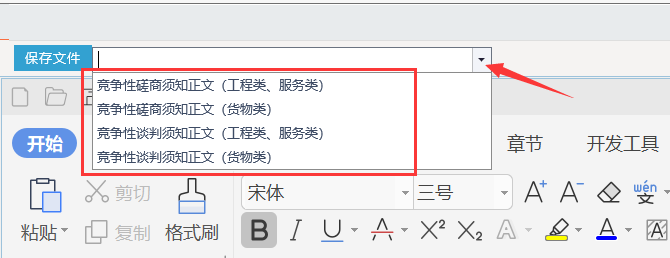 保存文件
竞争性磋商须知正文（工程类、服务类）
竞争性磋商须知正文（货物类）
竞争性谈判须知正文（工程类、服务类）
竞争性谈判须知正文（货物类）
开始 章节 开发工具
剪切 宋体 三号 A+ A- wén 文
粘贴 复制 格式刷 B I U A X² X₂ A A A